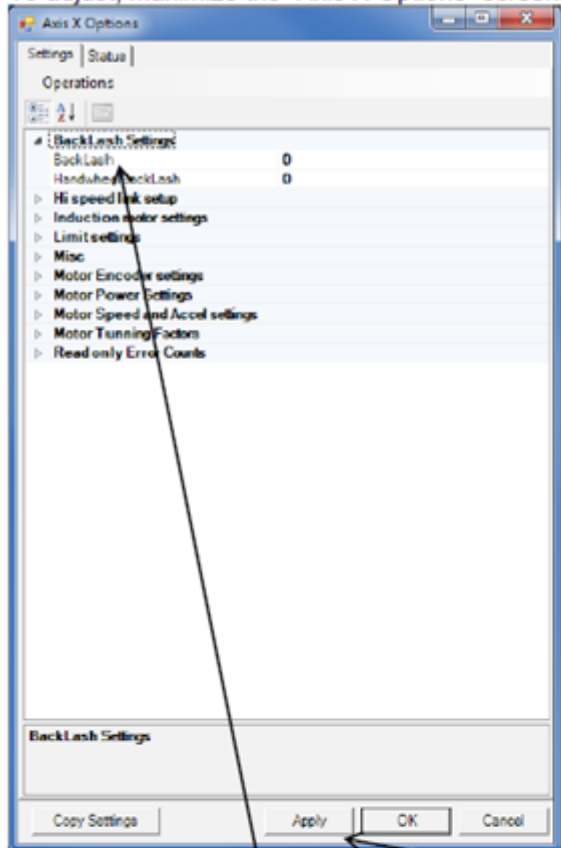 Axis X Options
Settings Status
Operations
BackLash Settings
BackLash 0
Handwheel BackLash 0
Hi speed link setup
Induction motor settings
Limit settings
Misc
Motor Encoder settings
Motor Power Settings
Motor Speed and Accel settings
Motor Tunning Factors
Read only Error Counts
BackLash Settings
Copy Settings Apply OK Cancel